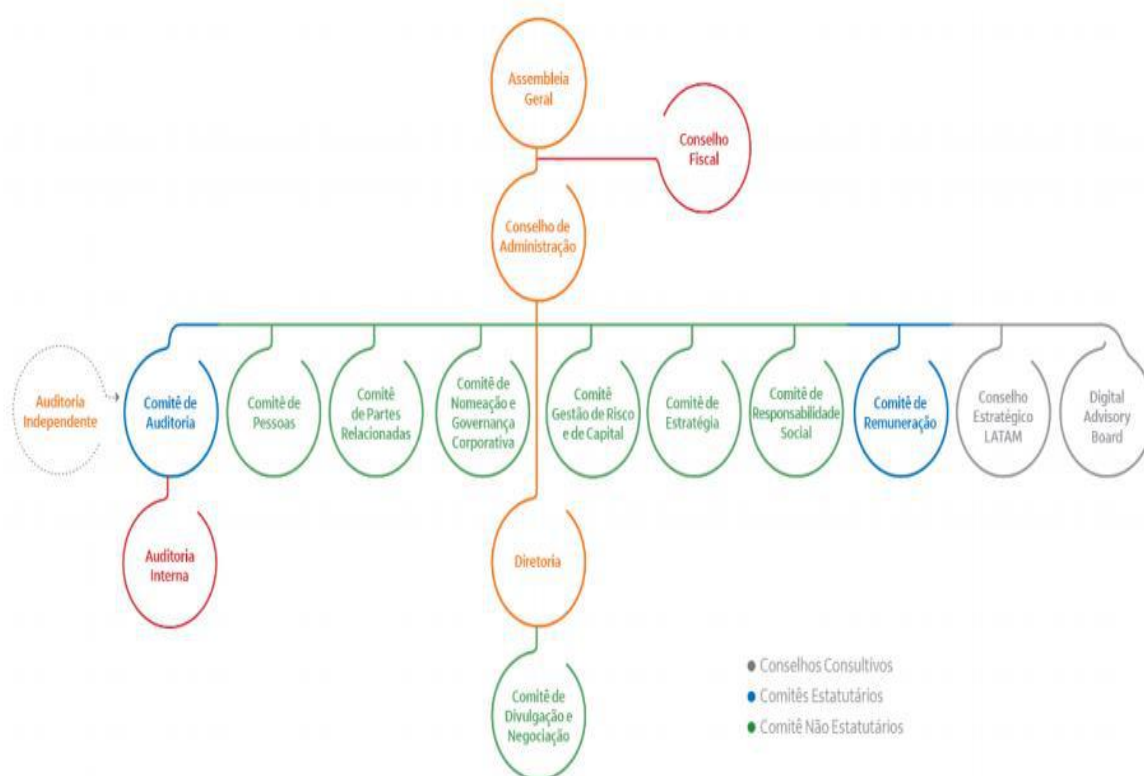 Assembleia
Geral
Conselho
Fiscal
Conselho de
Administração
Auditoria
Independente
Comitê de
Auditoria
Comitê de
Pessoas
Comitê
de Partes
Relacionadas
Comitê de
Nomeação e
Governança
Corporativa
Comitê
Gestão de Risco
e de Capital
Comitê de
Estratégia
Comitê de
Responsabilidade
Social
Comitê de
Remuneração
Conselho
Estratégico
LATAM
Digital
Advisory
Board
Auditoria
Interna
Diretoria
Comitê de
Divulgação e
Negociação
Conselhos Consultivos
Comitês Estatutários
Comitê Não Estatutários